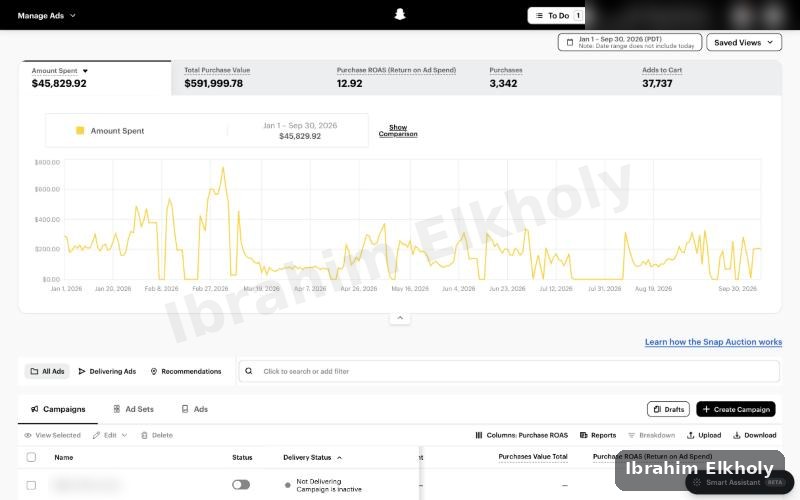 Manage Ads
To Do 1
Jan 1 – Sep 30, 2026 (PDT)
Note: Date range does not include today
Saved Views
Amount Spent
$45,829.92
Total Purchase Value
$591,999.78
Purchase ROAS (Return on Ad Spend)
12.92
Purchases
3,342
Adds to Cart
37,737
Amount Spent
Jan 1 – Sep 30, 2026
$45,829.92
Show
Comparison
$800.00
$600.00
$400.00
$200.00
$0.00
Jan 1, 2026 Jan 20, 2026 Feb 8, 2026 Feb 27, 2026 Mar 19, 2026 Apr 7, 2026 Apr 26, 2026 May 16, 2026 Jun 4, 2026 Jun 23, 2026 Jul 12, 2026 Jul 31, 2026 Aug 19, 2026 Sep 30, 2026
Ibrahim Elkholy
Learn how the Snap Auction works
All Ads Delivering Ads Recommendations
Click to search or add filter
Campaigns Ad Sets Ads
Drafts
Create Campaign
View Selected Edit Delete
Columns: Purchase ROAS Reports Breakdown Upload Download
Name Status Delivery Status Purchases Value Total Purchase ROAS (Return on Ad Spend)
Not Delivering
Campaign is inactive
— —
Ibrahim Elkholy
Smart Assistant BETA